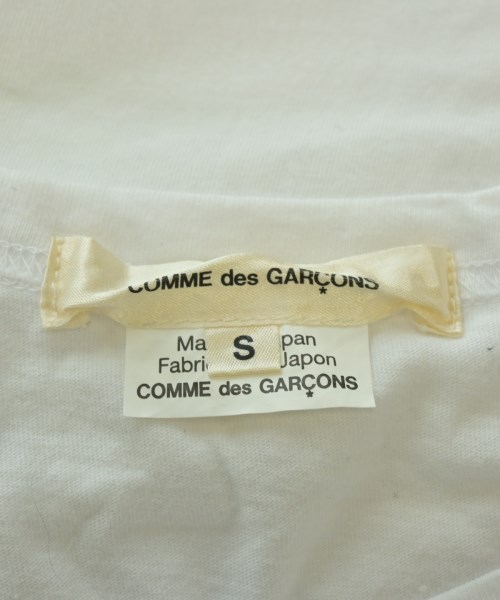 COMME des GARÇONS
S
Ma pan
Fabri Japon
COMME des GARÇONS